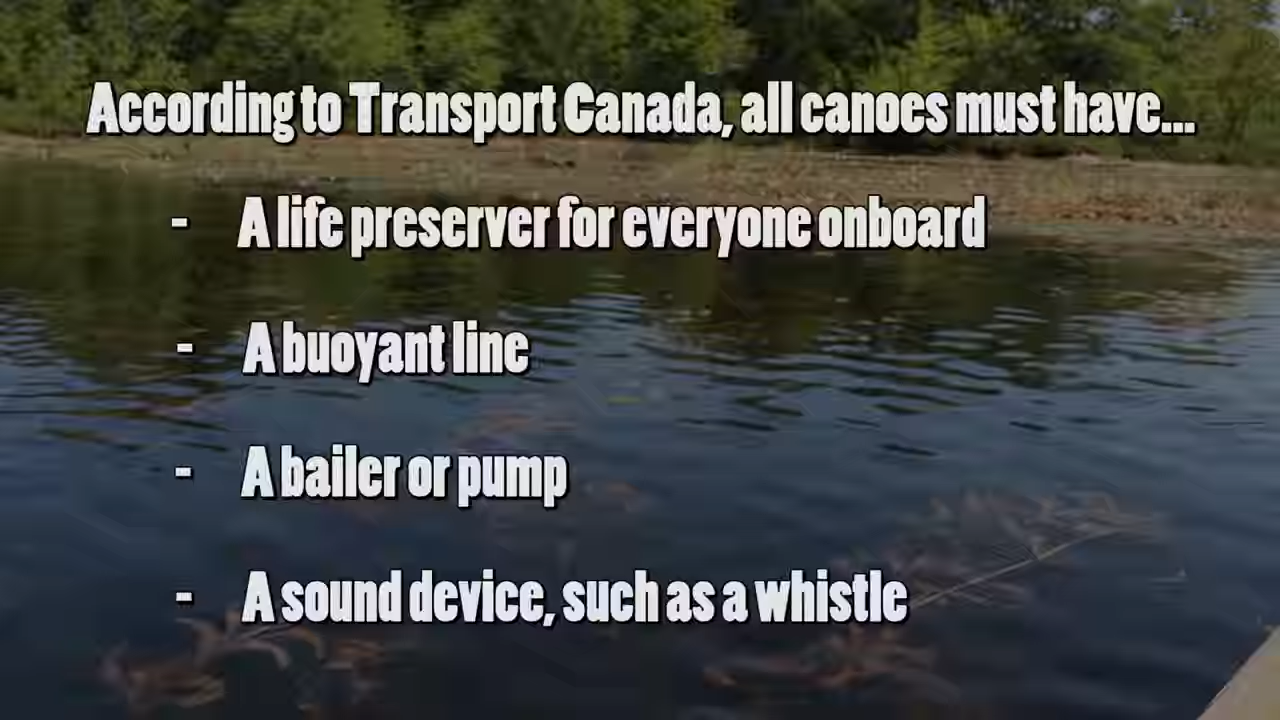 According to Transport Canada, all canoes must have...
- A life preserver for everyone onboard
- A buoyant line
- A bailer or pump
- A sound device, such as a whistle